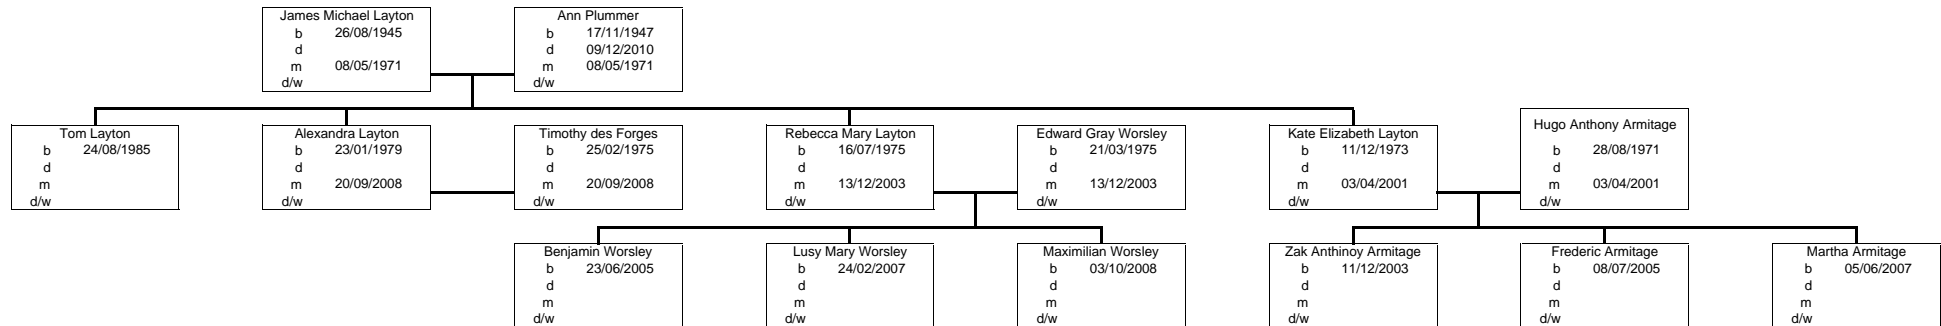 James Michael Layton
b 26/08/1945
d
m 08/05/1971
d/w
Ann Plummer
b 17/11/1947
d 09/12/2010
m 08/05/1971
d/w
Tom Layton
b 24/08/1985
d
m
d/w
Alexandra Layton
b 23/01/1979
d
m 20/09/2008
d/w
Timothy des Forges
b 25/02/1975
d
m 20/09/2008
d/w
Rebecca Mary Layton
b 16/07/1975
d
m 13/12/2003
d/w
Edward Gray Worsley
b 21/03/1975
d
m 13/12/2003
d/w
Kate Elizabeth Layton
b 11/12/1973
d
m 03/04/2001
d/w
Hugo Anthony Armitage
b 28/08/1971
d
m 03/04/2001
d/w
Benjamin Worsley
b 23/06/2005
d
m
d/w
Lusy Mary Worsley
b 24/02/2007
d
m
d/w
Maximilian Worsley
b 03/10/2008
d
m
d/w
Zak Anthinoy Armitage
b 11/12/2003
d
m
d/w
Frederic Armitage
b 08/07/2005
d
m
d/w
Martha Armitage
b 05/06/2007
d
m
d/w